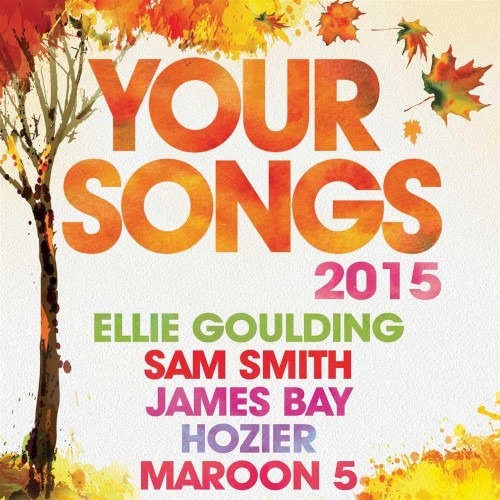 YOUR
SONGS
2015
ELLIE GOULDING
SAM SMITH
JAMES BAY
HOZIER
MAROON 5